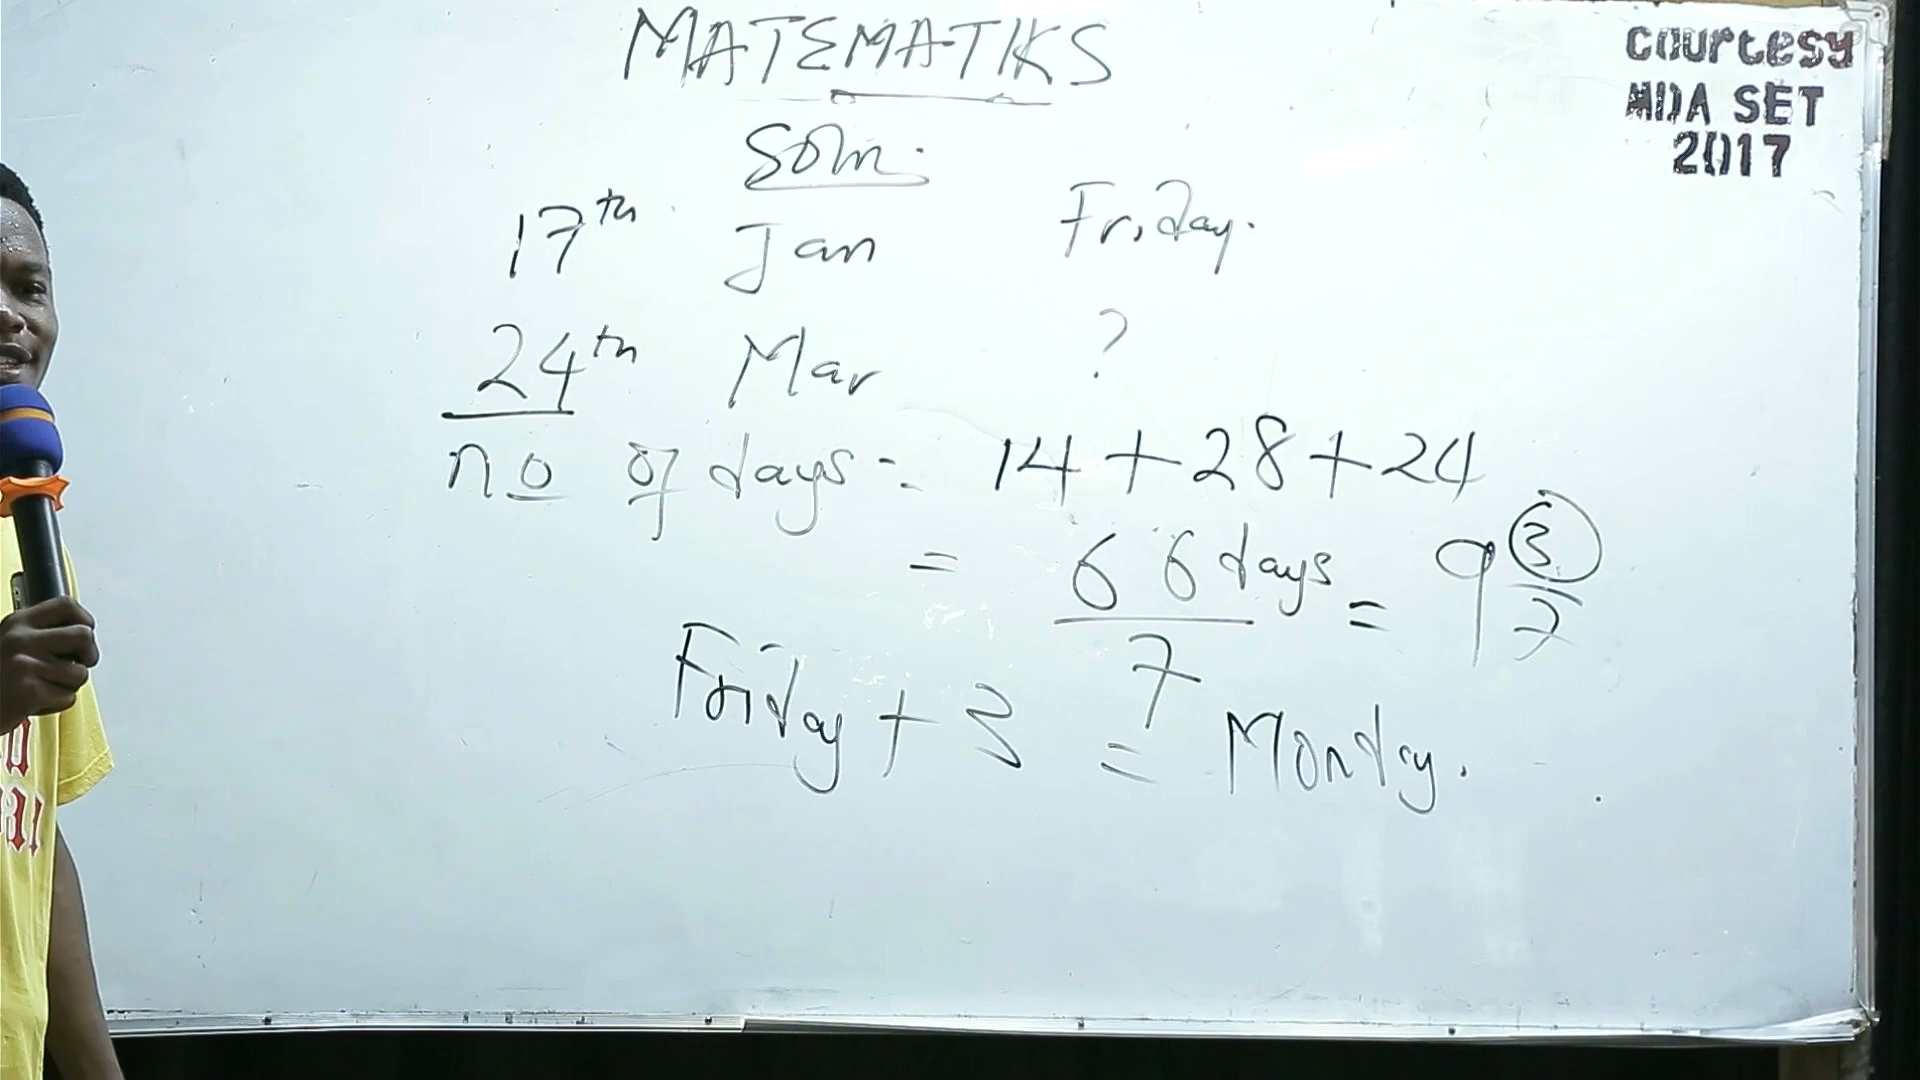 MATEMATIKS
Soln.
17th Jan Friday.
24th Mar ?
no of days = 14 + 28 + 24
= 66 days / 7 = 9 3/7
Friday + 3 = Monday.
COURTESY
NDA SET
2017